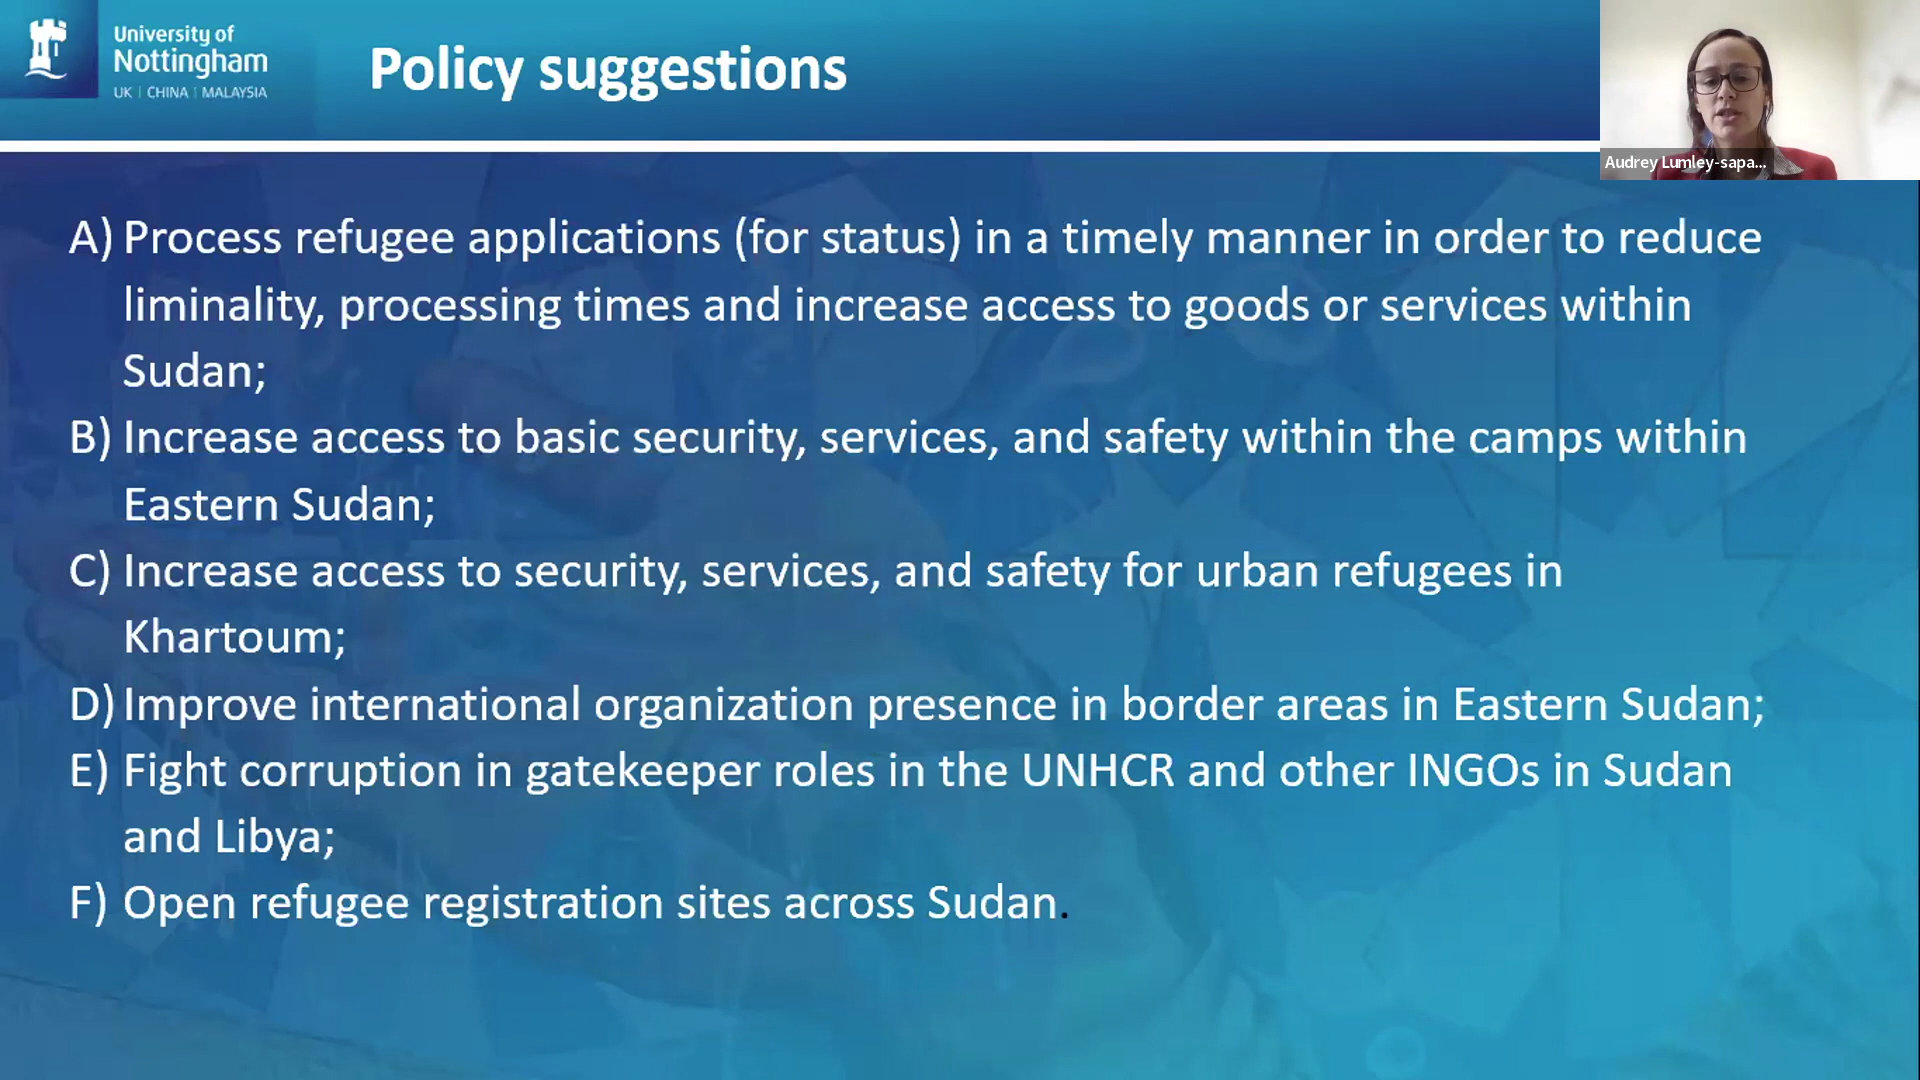 University of
Nottingham
UK | CHINA | MALAYSIA
Policy suggestions
Audrey Lumley-sapa...
A) Process refugee applications (for status) in a timely manner in order to reduce
liminality, processing times and increase access to goods or services within
Sudan;
B) Increase access to basic security, services, and safety within the camps within
Eastern Sudan;
C) Increase access to security, services, and safety for urban refugees in
Khartoum;
D) Improve international organization presence in border areas in Eastern Sudan;
E) Fight corruption in gatekeeper roles in the UNHCR and other INGOs in Sudan
and Libya;
F) Open refugee registration sites across Sudan.